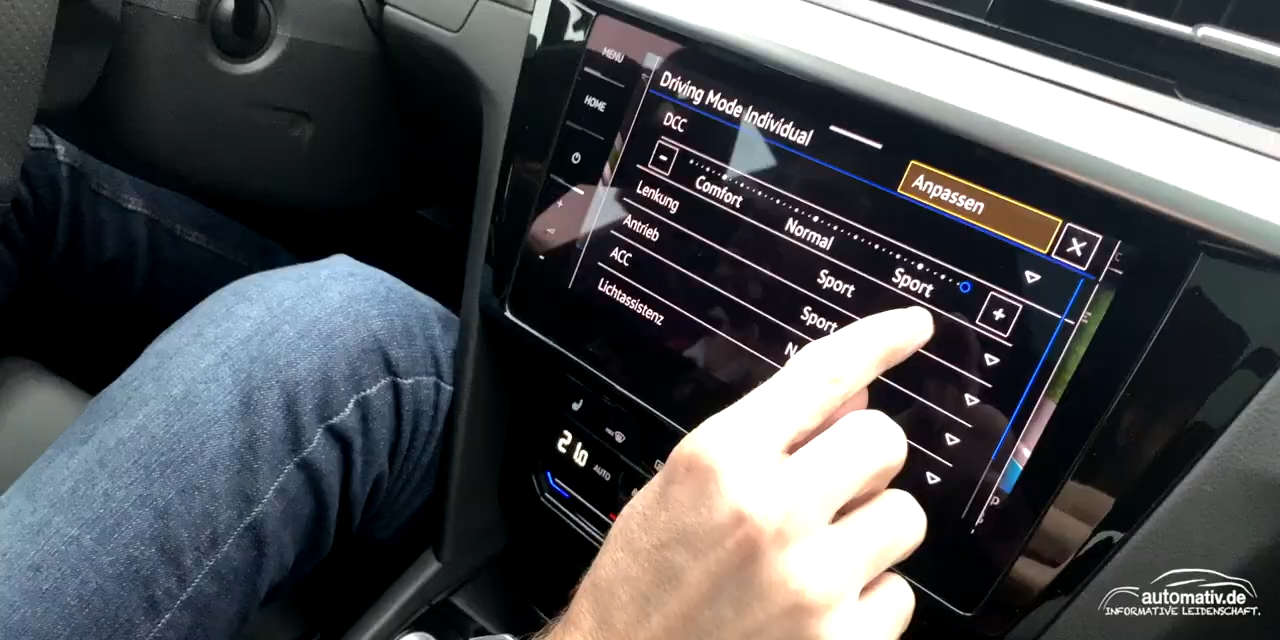 MENU
HOME
Driving Mode Individual
Anpassen
DCC
Comfort
Normal
Sport
Lenkung
Sport
Antrieb
Sport
ACC
Lichtassistenz
AUTO
automativ.de
INFORMATIVE LEIDENSCHAFT.